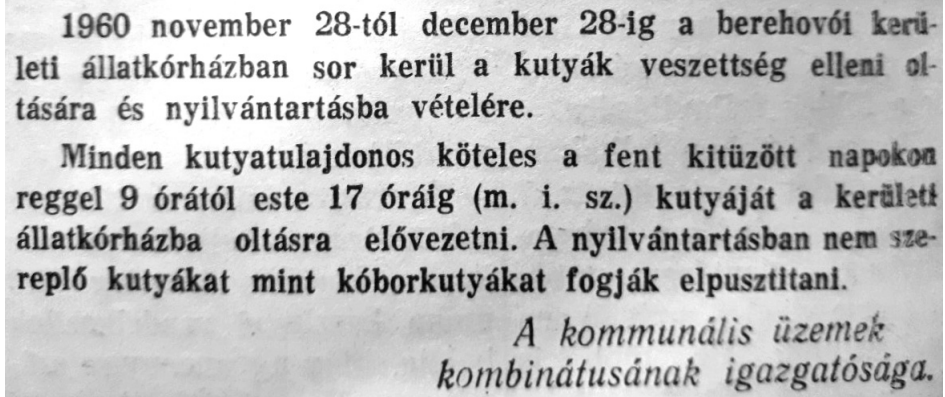 1960 november 28-tól december 28-ig a berehovói kerü-
leti állatkórházban sor kerül a kutyák veszettség elleni ol-
tására és nyilvántartásba vételére.
Minden kutyatulajdonos köteles a fent kitüzött napokon
reggel 9 órától este 17 óráig (m. i. sz.) kutyáját a kerületi
állatkórházba oltásra elővezetni. A nyilvántartásban nem sze-
replő kutyákat mint kóborkutyákat fogják elpusztitani.
A kommunális üzemek
kombinátusának igazgatósága.